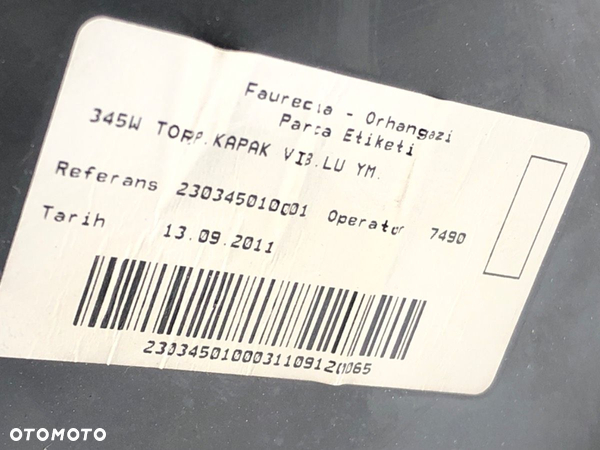 Faurecia - Orhangazi
Parca Etiketi
345W TORP.KAPAK VIB.LU YM.
Referans 230345010001 Operator 7490
Tarih 13.09.2011
2303450100031109120065
OTOMOTO